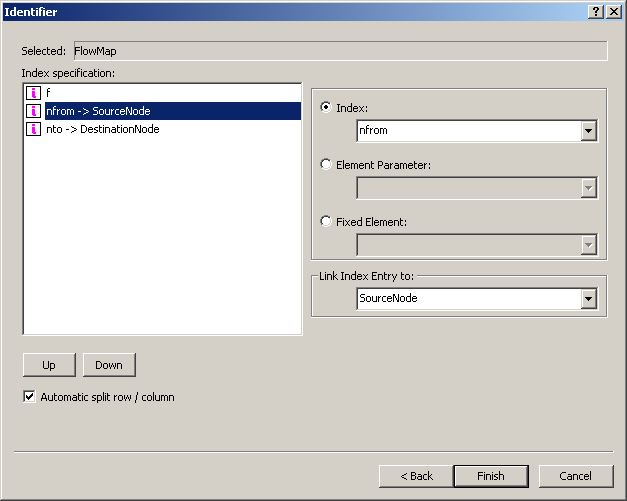 Identifier
Selected: FlowMap
Index specification:
f
nfrom -> SourceNode
nto -> DestinationNode
Index:
nfrom
Element Parameter:
Fixed Element:
Link Index Entry to:
SourceNode
Up Down
Automatic split row / column
< Back Finish Cancel